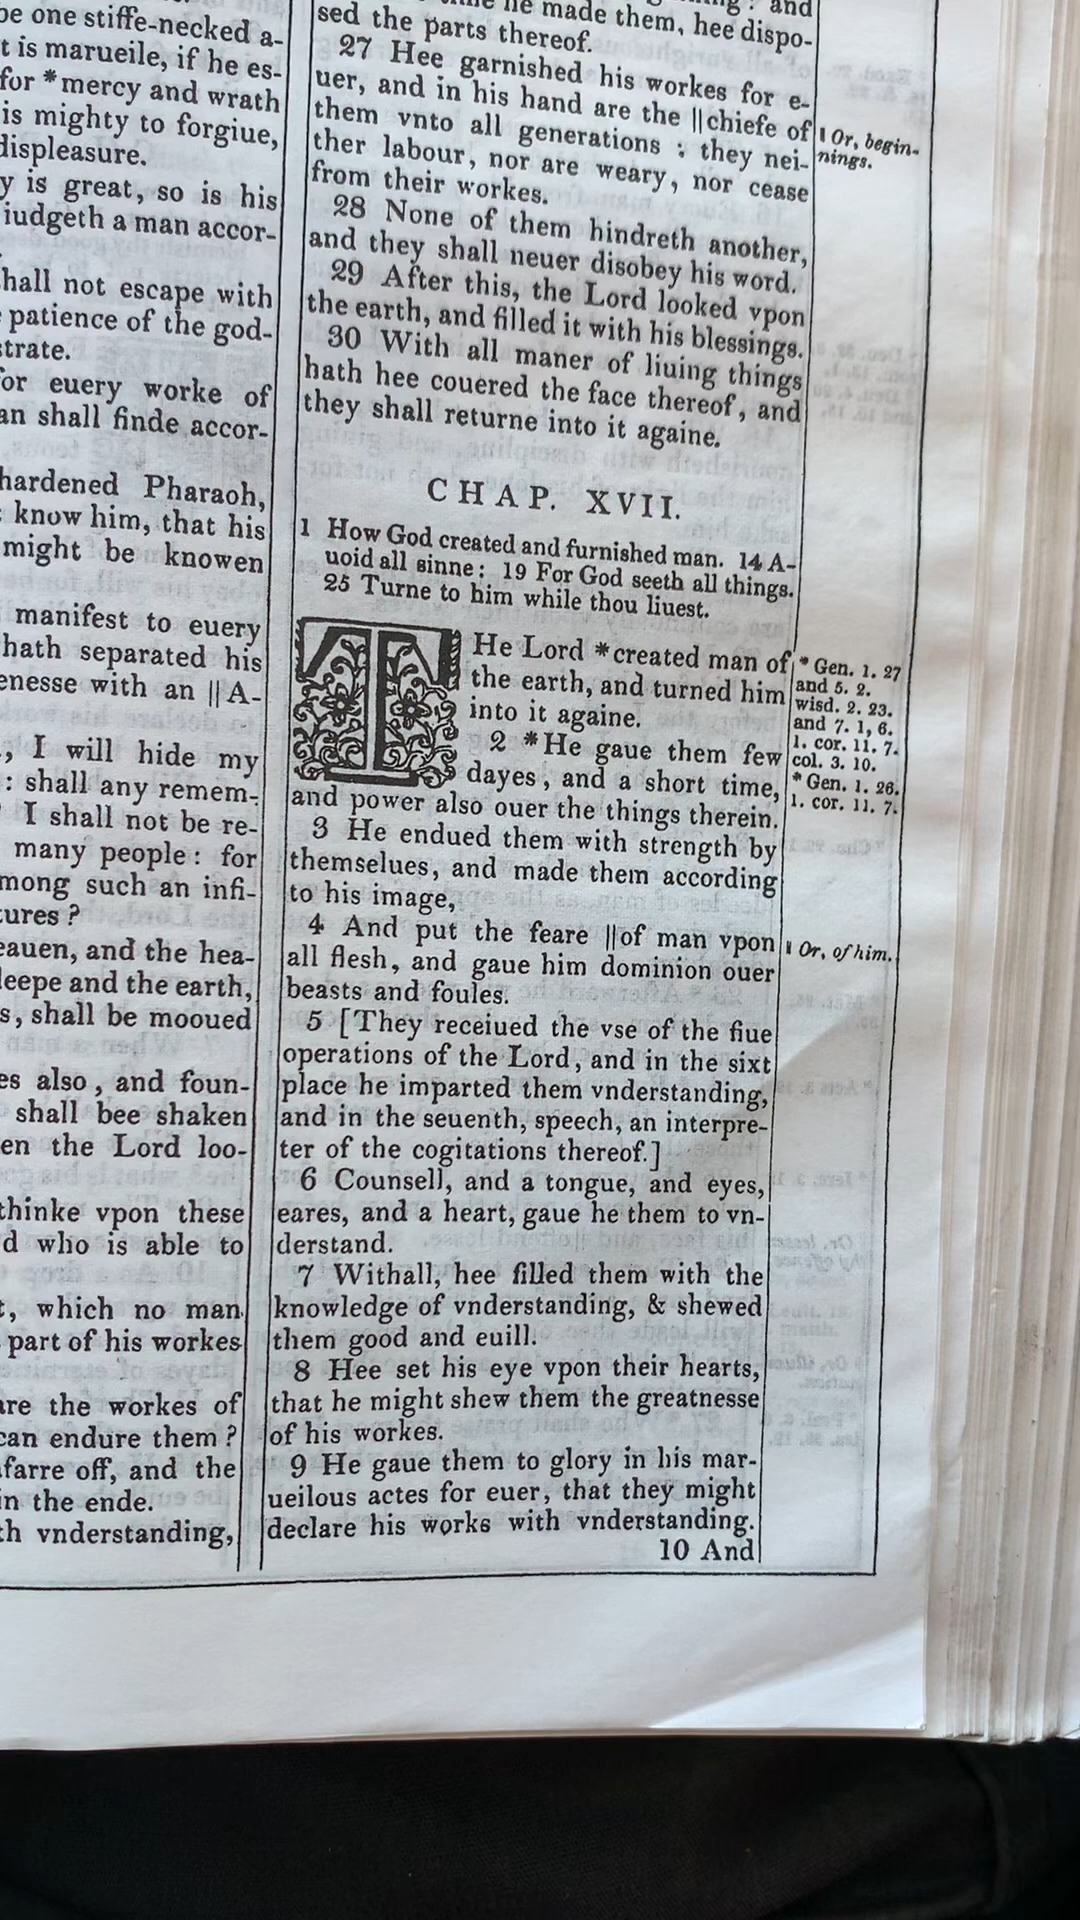 be one stiffe-necked a-
t is marueile, if he es-
for *mercy and wrath
is mighty to forgiue,
displeasure.
y is great, so is his
iudgeth a man accor-
hall not escape with
patience of the god-
strate.
or euery worke of
an shall finde accor-
hardened Pharaoh,
know him, that his
might be knowen
manifest to euery
hath separated his
enesse with an || A-
, I will hide my
: shall any remem-
I shall not be re-
many people: for
mong such an infi-
tures?
eauen, and the hea-
deepe and the earth,
s, shall be mooued
es also, and foun-
shall bee shaken
en the Lord loo-
thinke vpon these
d who is able to
t, which no man
part of his workes
are the workes of
can endure them?
farre off, and the
in the ende.
th vnderstanding,
he made them, hee dispo-
sed the parts thereof.
27 Hee garnished his workes for e-
uer, and in his hand are the ||chiefe of
them vnto all generations: they nei-
ther labour, nor are weary, nor cease
from their workes.
28 None of them hindreth another,
and they shall neuer disobey his word.
29 After this, the Lord looked vpon
the earth, and filled it with his blessings.
30 With all maner of liuing things
hath hee couered the face thereof, and
they shall returne into it againe.
CHAP. XVII.
1 How God created and furnished man. 14 A-
uoid all sinne: 19 For God seeth all things.
25 Turne to him while thou liuest.
THe Lord *created man of
the earth, and turned him
into it againe.
2 *He gaue them few
dayes, and a short time,
and power also ouer the things therein.
3 He endued them with strength by
themselues, and made them according
to his image,
4 And put the feare ||of man vpon
all flesh, and gaue him dominion ouer
beasts and foules.
5 [They receiued the vse of the fiue
operations of the Lord, and in the sixt
place he imparted them vnderstanding,
and in the seuenth, speech, an interpre-
ter of the cogitations thereof.]
6 Counsell, and a tongue, and eyes,
eares, and a heart, gaue he them to vn-
derstand.
7 Withall, hee filled them with the
knowledge of vnderstanding, & shewed
them good and euill.
8 Hee set his eye vpon their hearts,
that he might shew them the greatnesse
of his workes.
9 He gaue them to glory in his mar-
ueilous actes for euer, that they might
declare his works with vnderstanding.
10 And
|| Or, begin-
nings.
* Gen. 1. 27
and 5. 2.
wisd. 2. 23.
and 7. 1, 6.
1. cor. 11. 7.
col. 3. 10.
* Gen. 1. 26.
1. cor. 11. 7.
|| Or, of him.